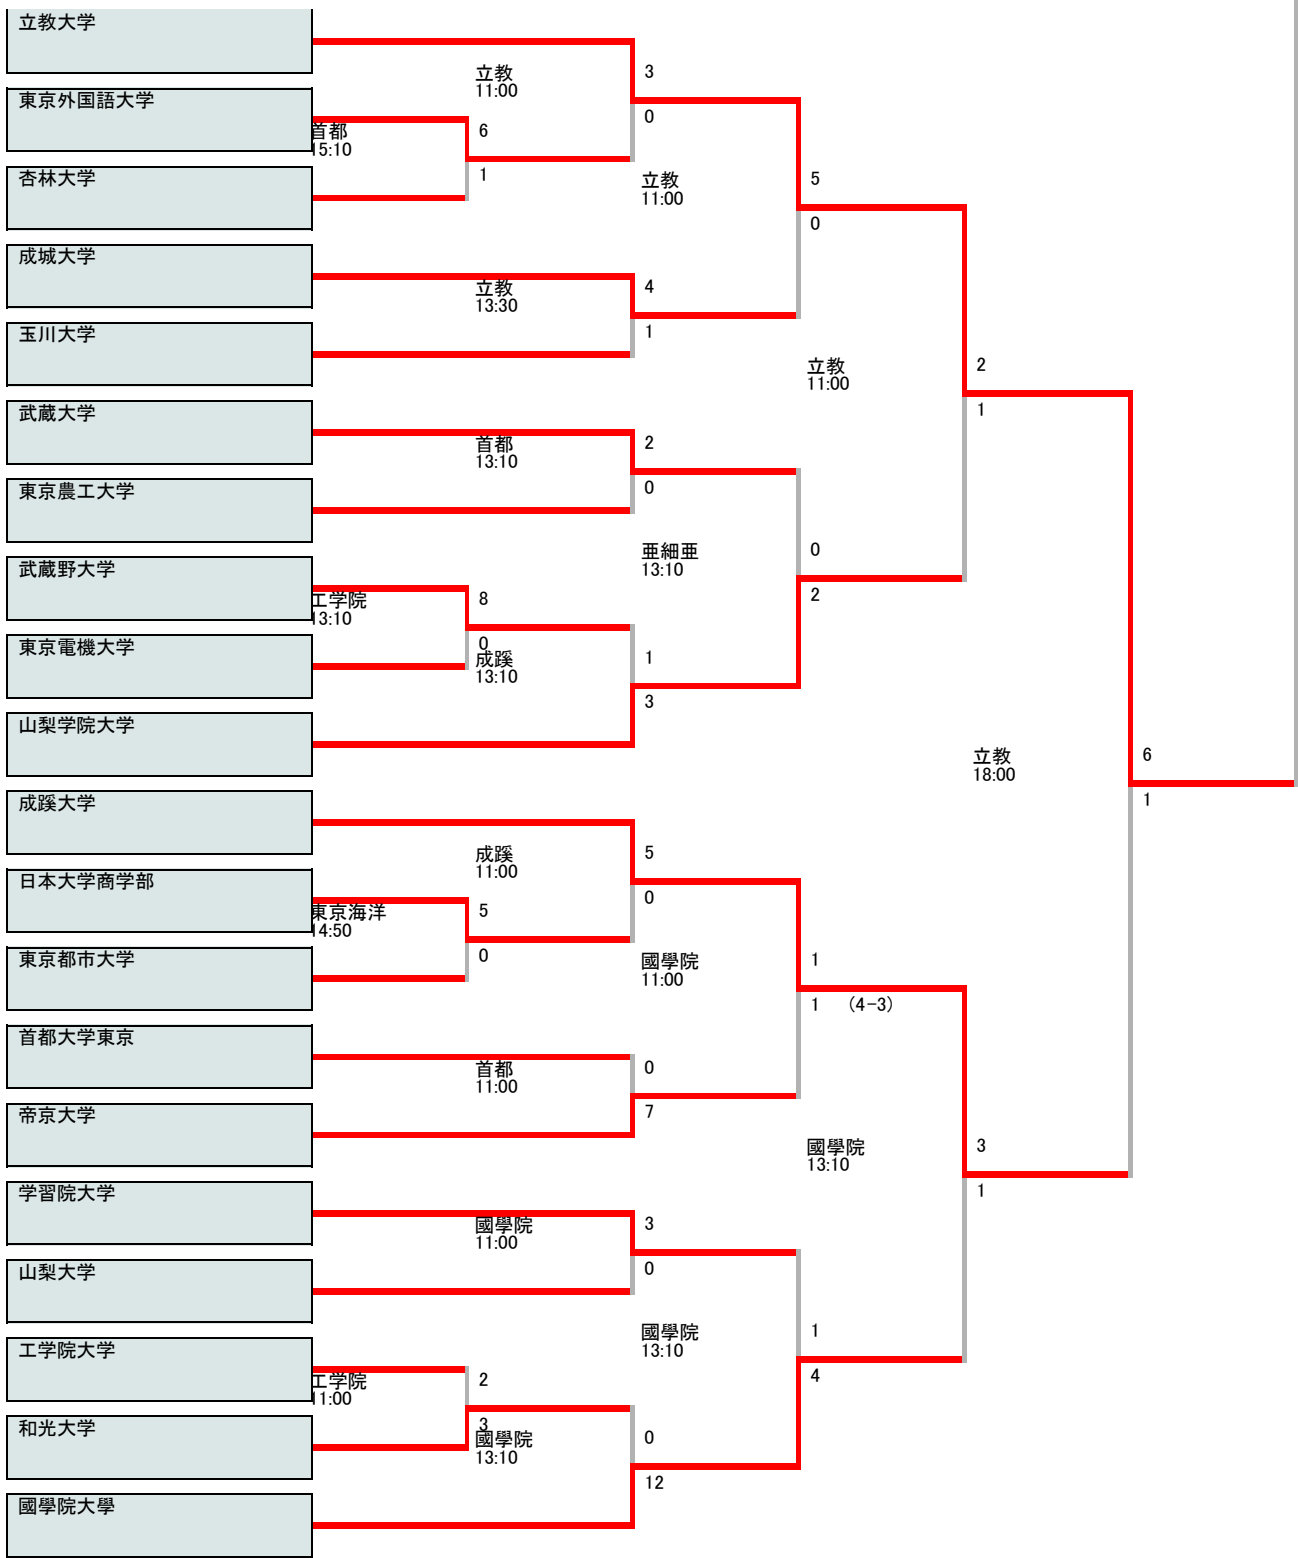 立教大学
立教
11:00
3
東京外国語大学
首都
15:10
6
0
杏林大学
1
立教
11:00
5
0
成城大学
立教
13:30
4
玉川大学
1
立教
11:00
2
1
武蔵大学
首都
13:10
2
東京農工大学
0
亜細亜
13:10
0
武蔵野大学
工学院
13:10
8
2
東京電機大学
0
成蹊
13:10
1
山梨学院大学
3
立教
18:00
6
成蹊大学
1
成蹊
11:00
5
日本大学商学部
東京海洋
14:50
5
0
東京都市大学
0
國學院
11:00
1
1 (4-3)
首都大学東京
首都
11:00
0
帝京大学
7
國學院
13:10
3
学習院大学
1
國學院
11:00
3
山梨大学
0
國學院
13:10
1
工学院大学
工学院
11:00
2
4
和光大学
3
國學院
13:10
0
12
國學院大學